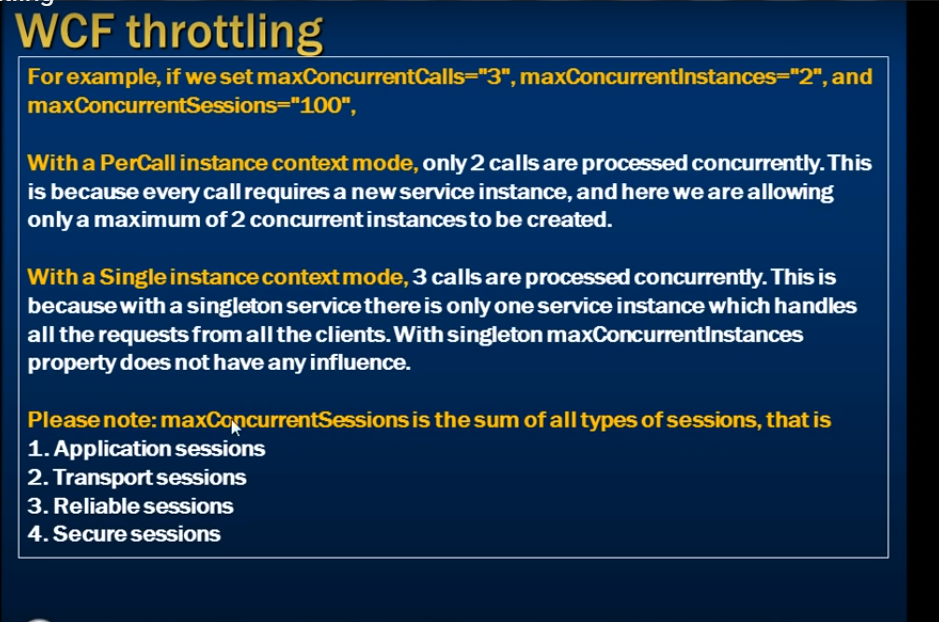 WCF throttling
For example, if we set maxConcurrentCalls="3", maxConcurrentInstances="2", and
maxConcurrentSessions="100",
With a PerCall instance context mode, only 2 calls are processed concurrently. This
is because every call requires a new service instance, and here we are allowing
only a maximum of 2 concurrent instances to be created.
With a Single instance context mode, 3 calls are processed concurrently. This is
because with a singleton service there is only one service instance which handles
all the requests from all the clients. With singleton maxConcurrentInstances
property does not have any influence.
Please note: maxConcurrentSessions is the sum of all types of sessions, that is
1. Application sessions
2. Transport sessions
3. Reliable sessions
4. Secure sessions